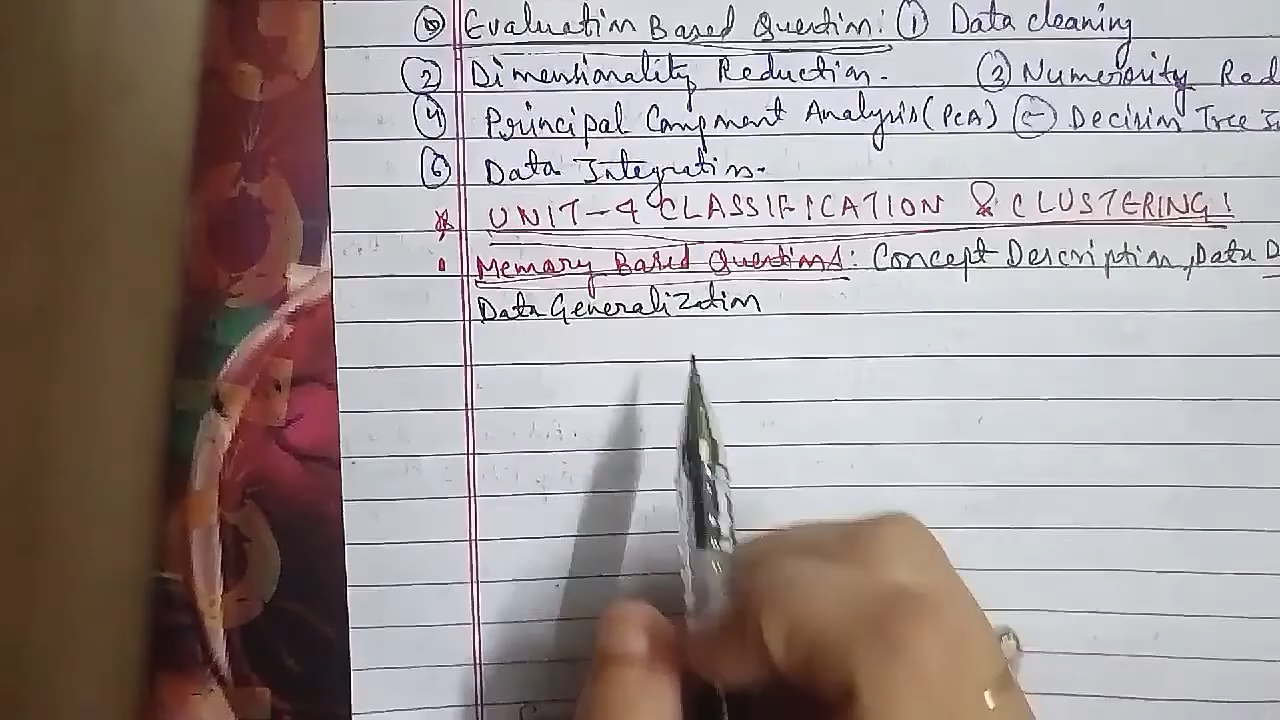 ⑥ Evaluation Based Question: ① Data cleaning
② Dimensionality Reduction. ③ Numerosity Red
④ Principal Component Analysis (PCA) ⑤ Decision Tree
⑥ Data Integration.
* UNIT-4 CLASSIFICATION & CLUSTERING:
Memory Based Questions: Concept Description, Data D
Data Generalization